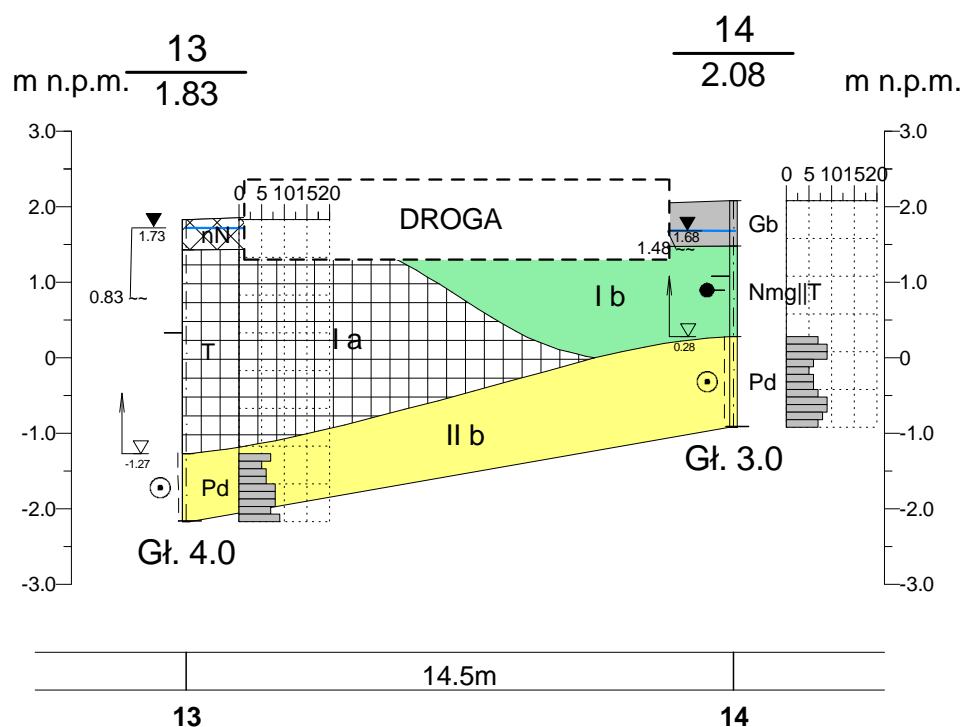 13
1.83
14
2.08
m n.p.m.
m n.p.m.
3.0
2.0
1.0
0
-1.0
-2.0
-3.0
3.0
2.0
1.0
0
-1.0
-2.0
-3.0
0 5 10 15 20
0 5 10 15 20
DROGA
1.73
nN
0.83 ~~
T
I a
I b
1.68
1.48 ~~
Gb
Nmg||T
0.28
Pd
II b
-1.27
Pd
Gł. 4.0
Gł. 3.0
14.5m
13
14